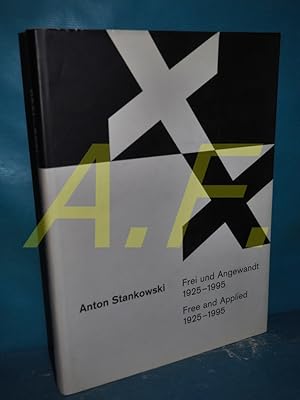 A.F.
Anton Stankowski
Frei und Angewandt
1925–1995
Free and Applied
1925–1995